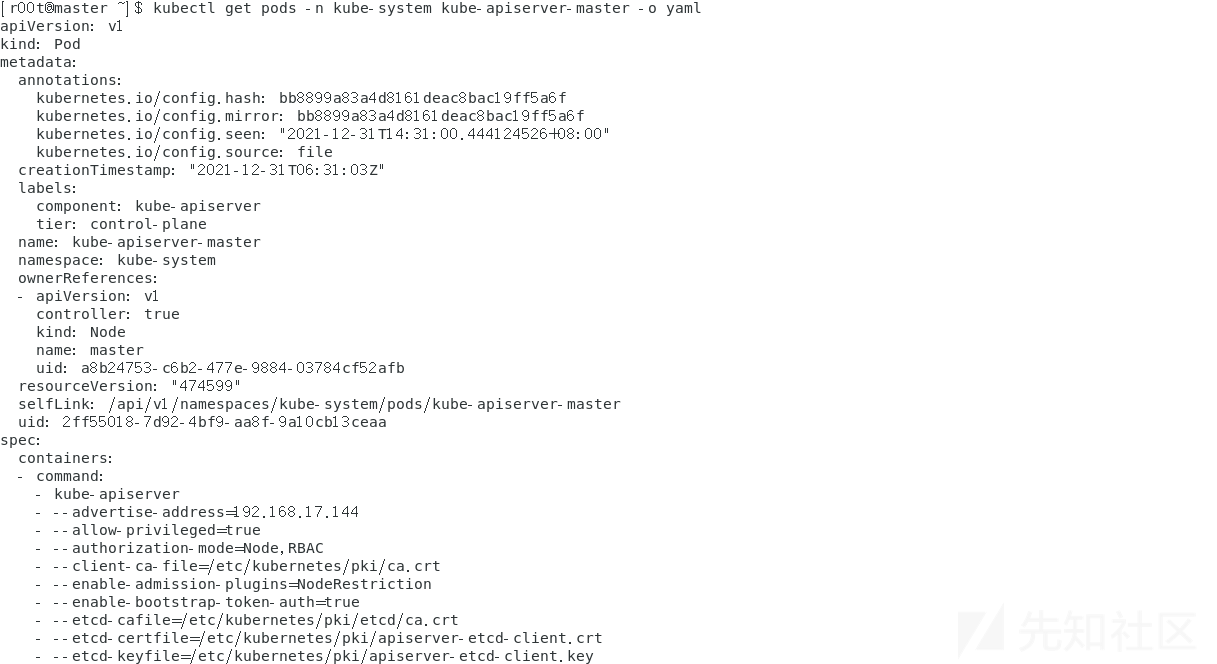 [r00t@master ~]$ kubectl get pods -n kube-system kube-apiserver-master -o yaml
apiVersion: v1
kind: Pod
metadata:
  annotations:
    kubernetes.io/config.hash: bb8899a83a4d8161deac8bac19ff5a6f
    kubernetes.io/config.mirror: bb8899a83a4d8161deac8bac19ff5a6f
    kubernetes.io/config.seen: "2021-12-31T14:31:00.444124526+08:00"
    kubernetes.io/config.source: file
  creationTimestamp: "2021-12-31T06:31:03Z"
  labels:
    component: kube-apiserver
    tier: control-plane
  name: kube-apiserver-master
  namespace: kube-system
  ownerReferences:
  - apiVersion: v1
    controller: true
    kind: Node
    name: master
    uid: a8b24753-c6b2-477e-9884-03784cf52afb
  resourceVersion: "474599"
  selfLink: /api/v1/namespaces/kube-system/pods/kube-apiserver-master
  uid: 2ff55018-7d92-4bf9-aa8f-9a10cb13ceaa
spec:
  containers:
  - command:
    - kube-apiserver
    - --advertise-address=192.168.17.144
    - --allow-privileged=true
    - --authorization-mode=Node,RBAC
    - --client-ca-file=/etc/kubernetes/pki/ca.crt
    - --enable-admission-plugins=NodeRestriction
    - --enable-bootstrap-token-auth=true
    - --etcd-cafile=/etc/kubernetes/pki/etcd/ca.crt
    - --etcd-certfile=/etc/kubernetes/pki/apiserver-etcd-client.crt
    - --etcd-keyfile=/etc/kubernetes/pki/apiserver-etcd-client.key
先知社区